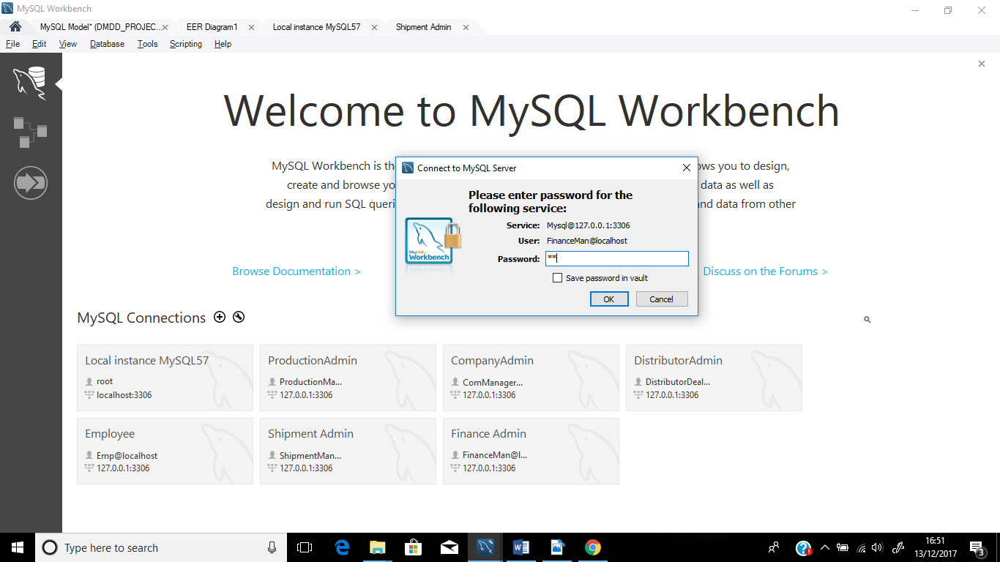 MySQL Workbench
MySQL Model* (DMDD_PROJEC... EER Diagram1 Local instance MySQL57 Shipment Admin
File Edit View Database Tools Scripting Help
Welcome to MySQL Workbench
MySQL Workbench is the
ows you to design,
create and browse yo
data as well as
design and run SQL queri
nd data from other
Connect to MySQL Server
Please enter password for the
following service:
Service: Mysql@127.0.0.1:3306
User: FinanceMan@localhost
Password: **
Save password in vault
OK Cancel
MySQL
Workbench
Browse Documentation >
Discuss on the Forums >
MySQL Connections
Local instance MySQL57
root
localhost:3306
ProductionAdmin
ProductionMa...
127.0.0.1:3306
CompanyAdmin
ComManager...
127.0.0.1:3306
DistributorAdmin
DistributorDeal...
127.0.0.1:3306
Employee
Emp@localhost
127.0.0.1:3306
Shipment Admin
ShipmentMan...
127.0.0.1:3306
Finance Admin
FinanceMan@l...
127.0.0.1:3306
Type here to search
16:51
13/12/2017
3